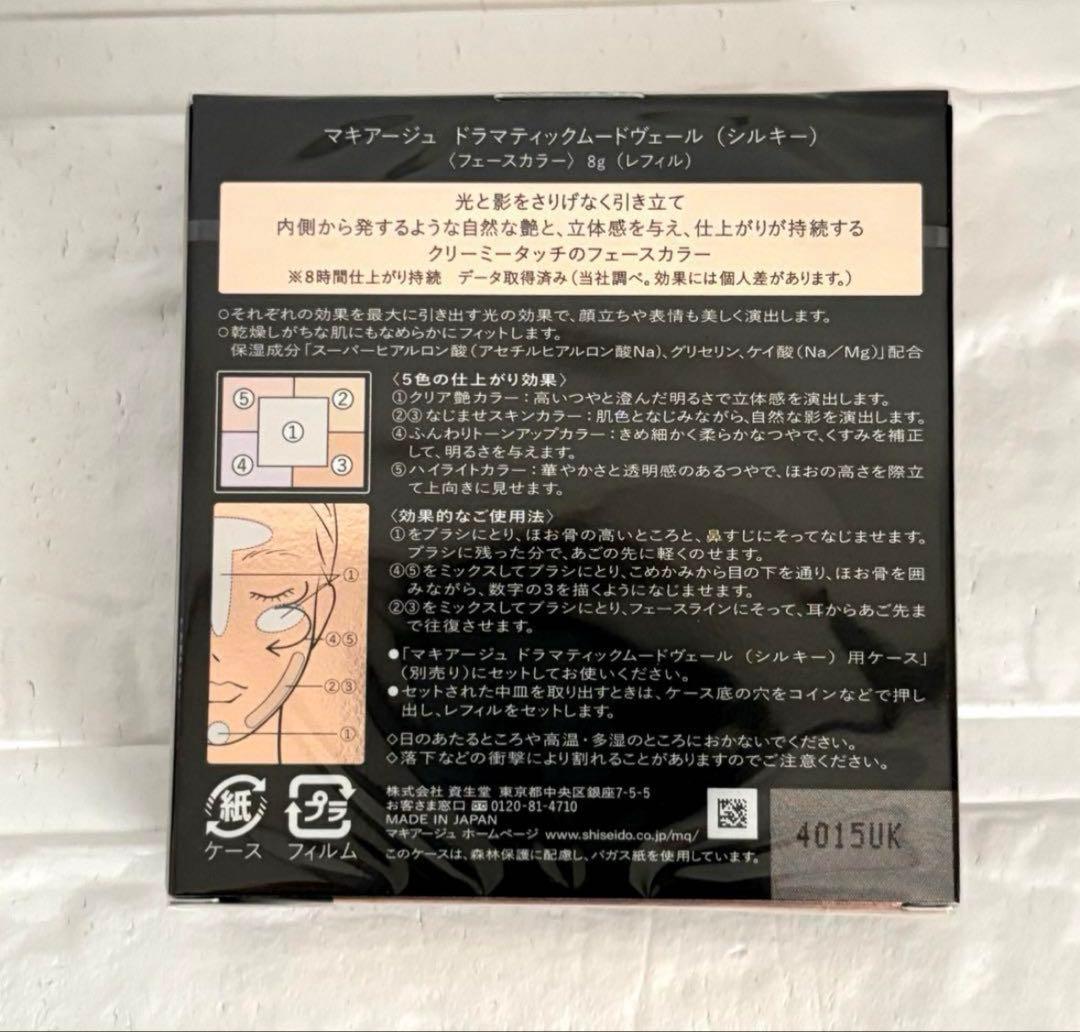 マキアージュ ドラマティックムードヴェール（シルキー）
〈フェースカラー〉 8g（レフィル）
光と影をさりげなく引き立て
内側から発するような自然な艶と、立体感を与え、仕上がりが持続する
クリーミータッチのフェースカラー
※8時間仕上がり持続 データ取得済み（当社調べ。効果には個人差があります。）
○それぞれの効果を最大に引き出す光の効果で、顔立ちや表情も美しく演出します。
○乾燥しがちな肌にもなめらかにフィットします。
保湿成分「スーパーヒアルロン酸（アセチルヒアルロン酸Na）、グリセリン、ケイ酸（Na／Mg）」配合
⑤
②
①
④
③
〈5色の仕上がり効果〉
①クリア艶カラー：高いつやと澄んだ明るさで立体感を演出します。
②③なじませスキンカラー：肌色となじみながら、自然な影を演出します。
④ふんわりトーンアップカラー：きめ細かく柔らかなつやで、くすみを補正
して、明るさを与えます。
⑤ハイライトカラー：華やかさと透明感のあるつやで、ほおの高さを際立
て上向きに見せます。
〈効果的なご使用法〉
①をブラシにとり、ほお骨の高いところと、鼻すじにそってなじませます。
ブラシに残った分で、あごの先に軽くのせます。
④⑤をミックスしてブラシにとり、こめかみから目の下を通り、ほお骨を囲
みながら、数字の3を描くようになじませます。
②③をミックスしてブラシにとり、フェースラインにそって、耳からあご先ま
で往復させます。
①
④⑤
②③
①
●「マキアージュ ドラマティックムードヴェール（シルキー）用ケース」
（別売り）にセットしてお使いください。
●セットされた中皿を取り出すときは、ケース底の穴をコインなどで押し
出し、レフィルをセットします。
◇日のあたるところや高温・多湿のところにおかないでください。
◇落下などの衝撃により割れることがありますのでご注意ください。
紙
ケース
プラ
フィルム
株式会社 資生堂 東京都中央区銀座7-5-5
お客さま窓口 0120-81-4710
MADE IN JAPAN
マキアージュ ホームページ www.shiseido.co.jp/mq/
このケースは、森林保護に配慮し、バガス紙を使用しています。
4015UK